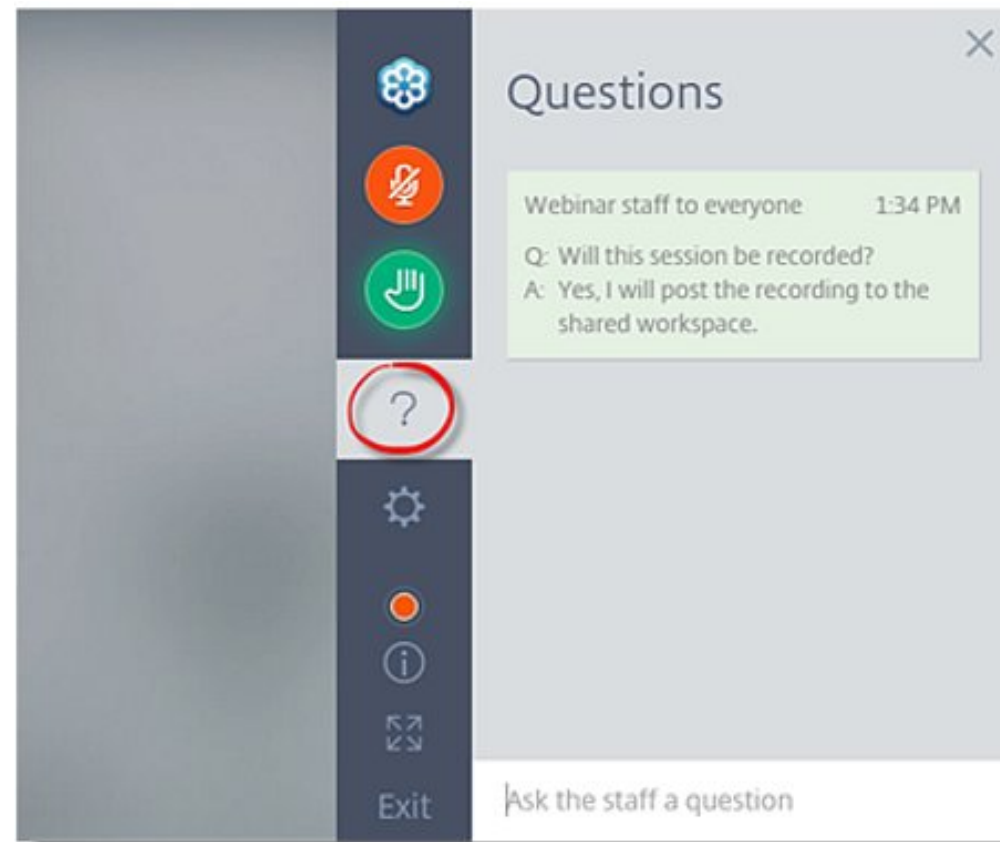 Questions
Webinar staff to everyone 1:34 PM
Q: Will this session be recorded?
A: Yes, I will post the recording to the
shared workspace.
?
Exit
Ask the staff a question